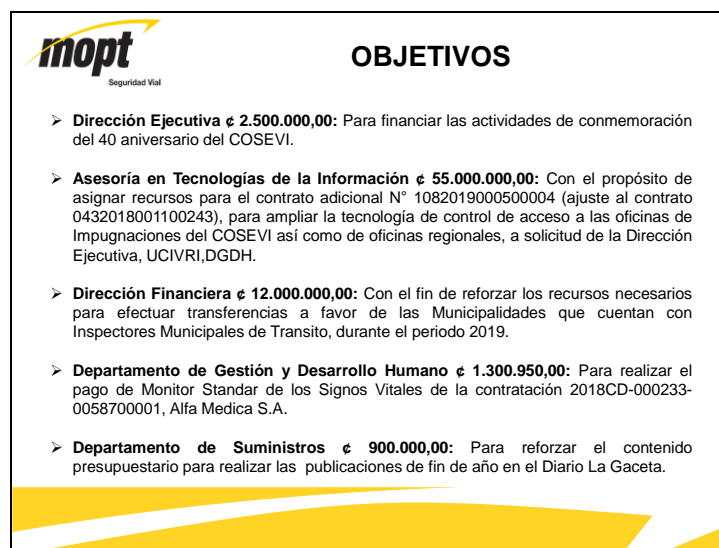 mopt
Seguridad Vial
OBJETIVOS
➢ Dirección Ejecutiva ¢ 2.500.000,00: Para financiar las actividades de conmemoración
del 40 aniversario del COSEVI.
➢ Asesoría en Tecnologías de la Información ¢ 55.000.000,00: Con el propósito de
asignar recursos para el contrato adicional N° 1082019000500004 (ajuste al contrato
0432018001100243), para ampliar la tecnología de control de acceso a las oficinas de
Impugnaciones del COSEVI así como de oficinas regionales, a solicitud de la Dirección
Ejecutiva, UCIVRI,DGDH.
➢ Dirección Financiera ¢ 12.000.000,00: Con el fin de reforzar los recursos necesarios
para efectuar transferencias a favor de las Municipalidades que cuentan con
Inspectores Municipales de Transito, durante el periodo 2019.
➢ Departamento de Gestión y Desarrollo Humano ¢ 1.300.950,00: Para realizar el
pago de Monitor Standar de los Signos Vitales de la contratación 2018CD-000233-
0058700001, Alfa Medica S.A.
➢ Departamento de Suministros ¢ 900.000,00: Para reforzar el contenido
presupuestario para realizar las publicaciones de fin de año en el Diario La Gaceta.